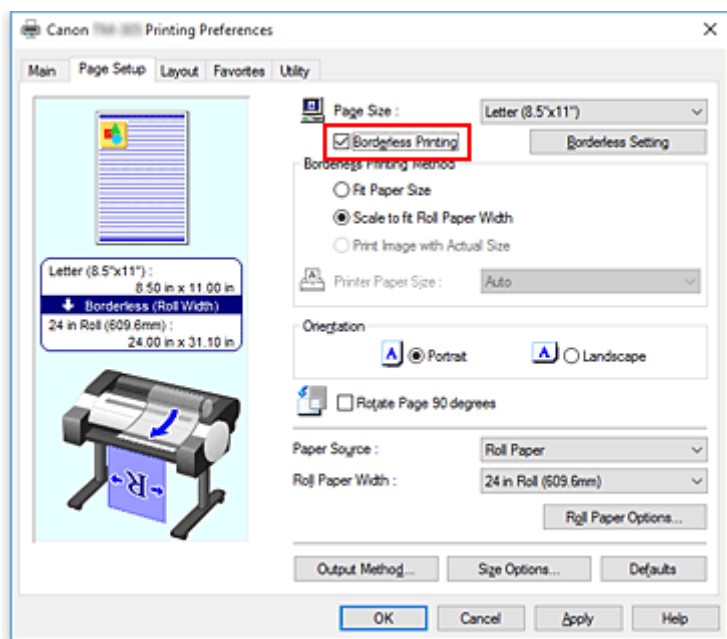 Canon Printing Preferences
Main Page Setup Layout Favorites Utility
Page Size : Letter (8.5"x11")
Borderless Printing Borderless Setting
Borderless Printing Method
Fit Paper Size
Scale to fit Roll Paper Width
Print Image with Actual Size
Printer Paper Size : Auto
Letter (8.5"x11") :
8.50 in x 11.00 in
Borderless (Roll Width)
24 in Roll (609.6mm) :
24.00 in x 31.10 in
Orientation
A Portrait A Landscape
Rotate Page 90 degrees
Paper Source : Roll Paper
Roll Paper Width : 24 in Roll (609.6mm)
Roll Paper Options...
R
Output Method... Size Options... Defaults
OK Cancel Apply Help